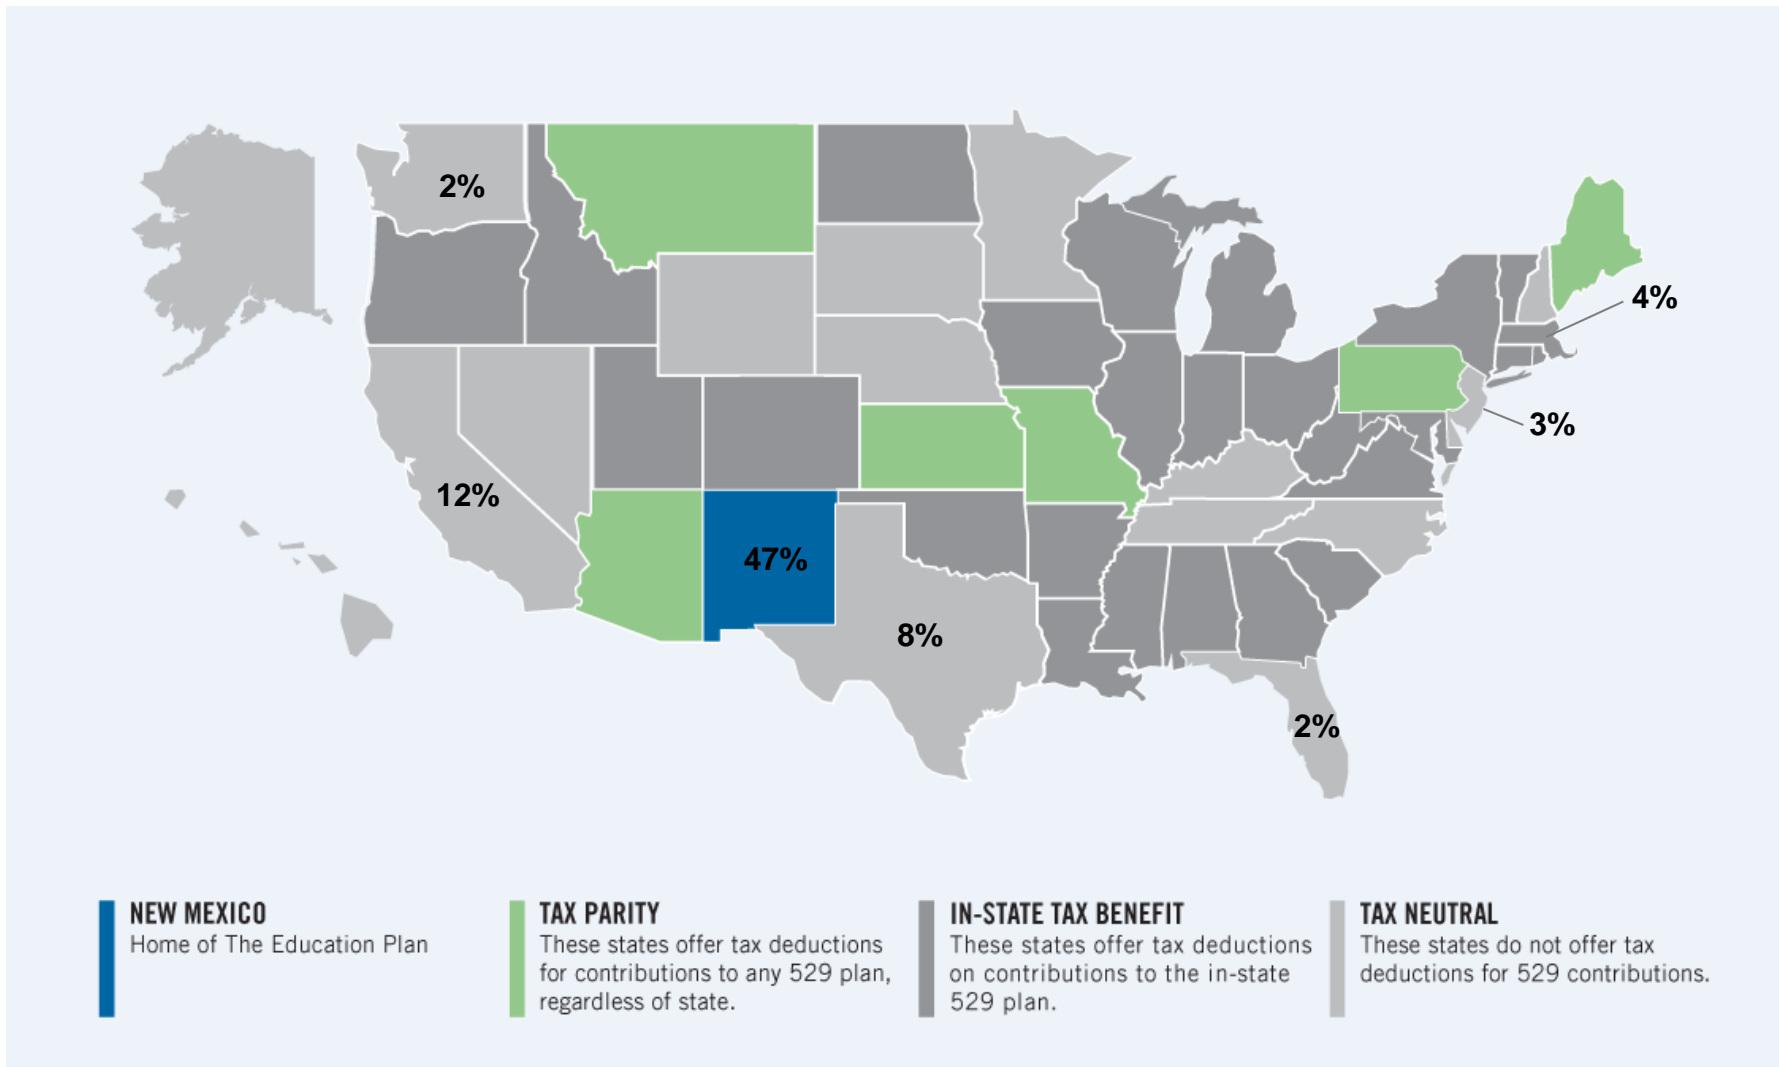 2%
4%
3%
12%
47%
8%
2%
NEW MEXICO
Home of The Education Plan
TAX PARITY
These states offer tax deductions
for contributions to any 529 plan,
regardless of state.
IN-STATE TAX BENEFIT
These states offer tax deductions
on contributions to the in-state
529 plan.
TAX NEUTRAL
These states do not offer tax
deductions for 529 contributions.